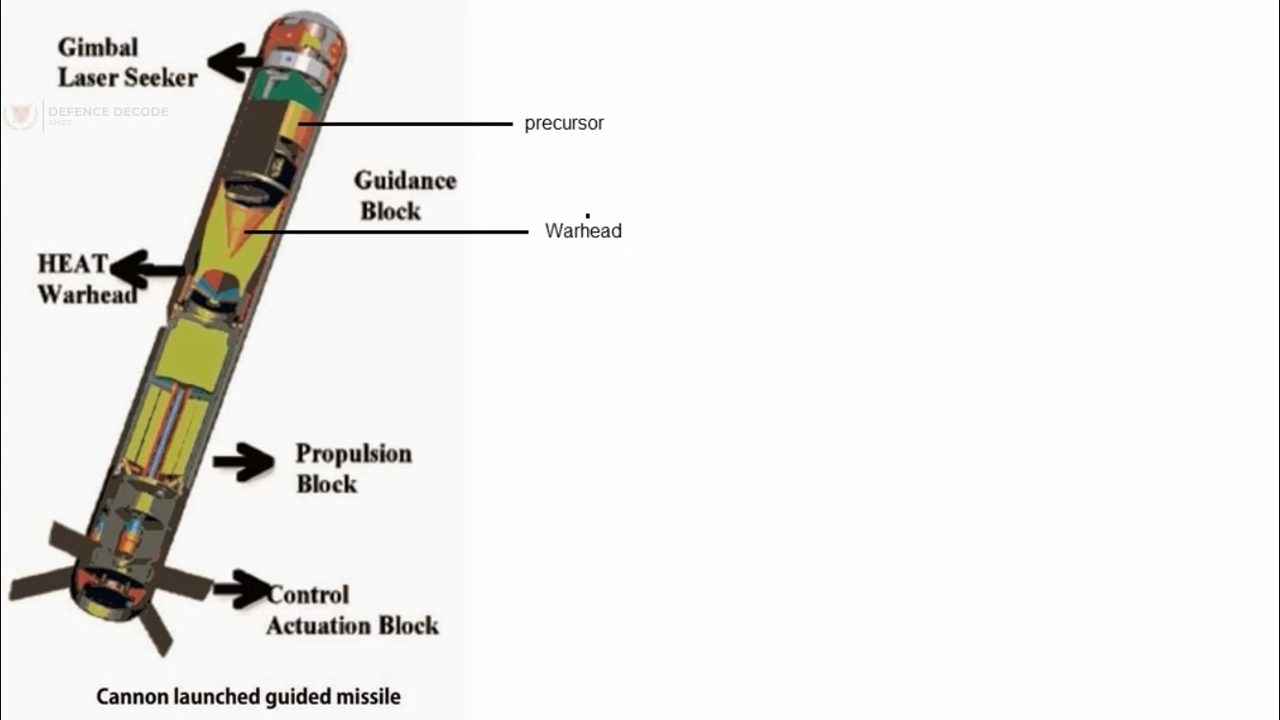 Gimbal
Laser Seeker
DEFENCE DECODE
precursor
Guidance
Block
Warhead
HEAT
Warhead
Propulsion
Block
Control
Actuation Block
Cannon launched guided missile